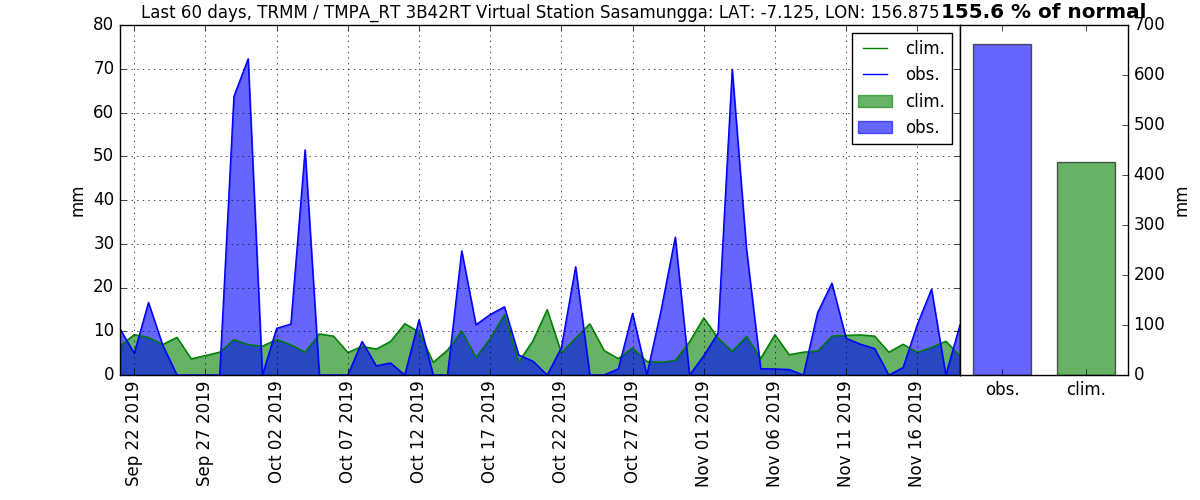 Last 60 days, TRMM / TMPA_RT 3B42RT Virtual Station Sasamungga: LAT: -7.125, LON: 156.875
155.6 % of normal
80
70
60
50
40
30
20
10
0
mm
clim.
obs.
clim.
obs.
Sep 22 2019
Sep 27 2019
Oct 02 2019
Oct 07 2019
Oct 12 2019
Oct 17 2019
Oct 22 2019
Oct 27 2019
Nov 01 2019
Nov 06 2019
Nov 11 2019
Nov 16 2019
700
600
500
400
300
200
100
0
mm
obs.
clim.